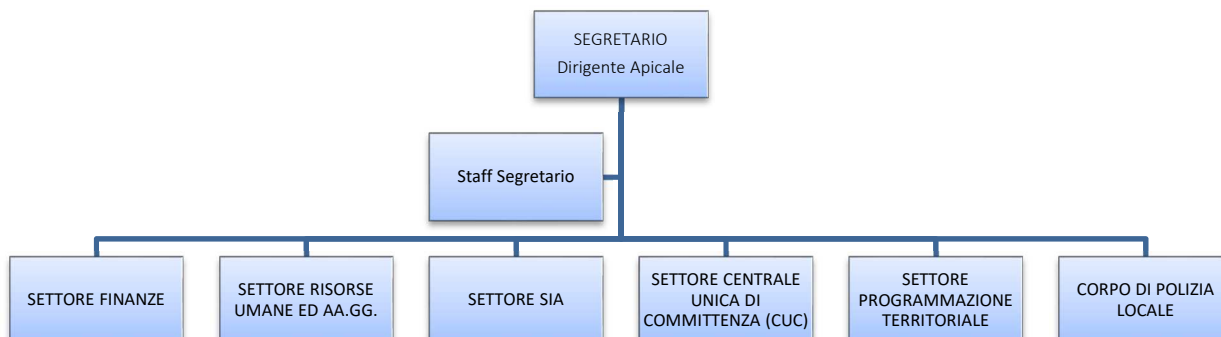 SEGRETARIO
Dirigente Apicale
Staff Segretario
SETTORE FINANZE
SETTORE RISORSE
UMANE ED AA.GG.
SETTORE SIA
SETTORE CENTRALE
UNICA DI
COMMITTENZA (CUC)
SETTORE
PROGRAMMAZIONE
TERRITORIALE
CORPO DI POLIZIA
LOCALE